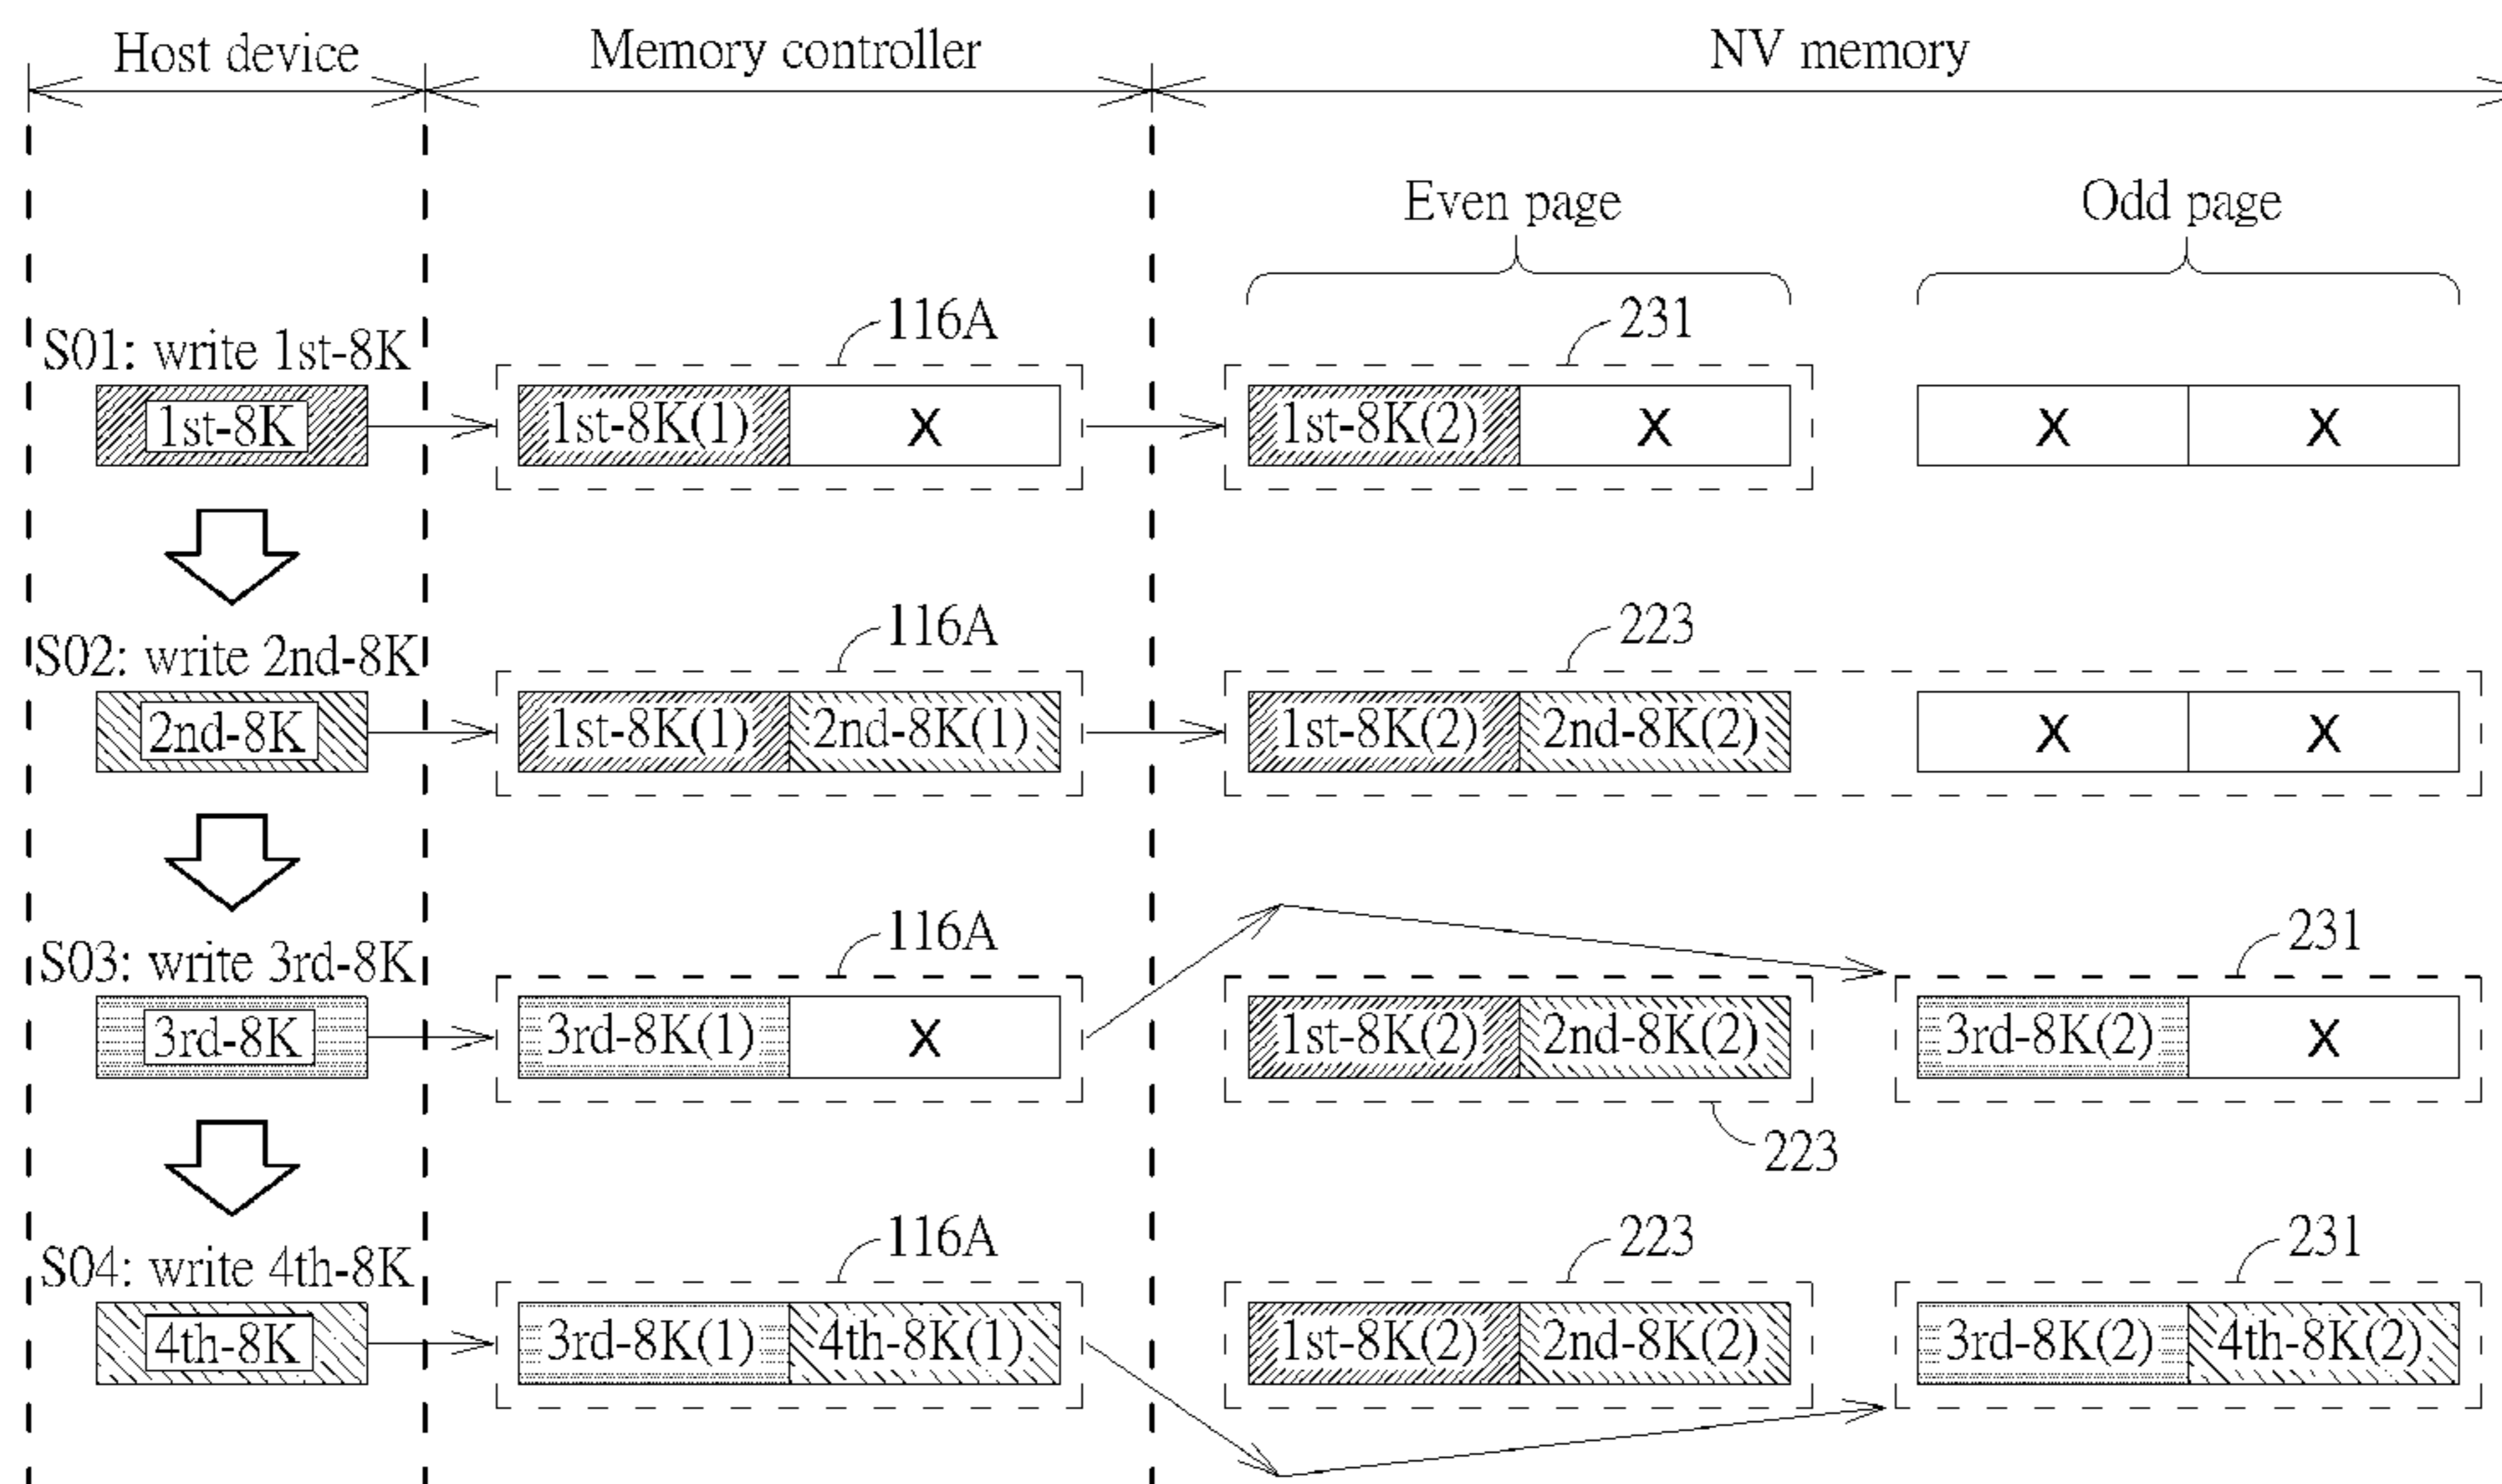 Host device Memory controller NV memory
Even page Odd page
116A 231
S01: write 1st-8K
1st-8K 1st-8K(1) X 1st-8K(2) X X X
116A 223
S02: write 2nd-8K
2nd-8K 1st-8K(1) 2nd-8K(1) 1st-8K(2) 2nd-8K(2) X X
116A 231
S03: write 3rd-8K
3rd-8K 3rd-8K(1) X 1st-8K(2) 2nd-8K(2) 3rd-8K(2) X
223
116A 223 231
S04: write 4th-8K
4th-8K 3rd-8K(1) 4th-8K(1) 1st-8K(2) 2nd-8K(2) 3rd-8K(2) 4th-8K(2)